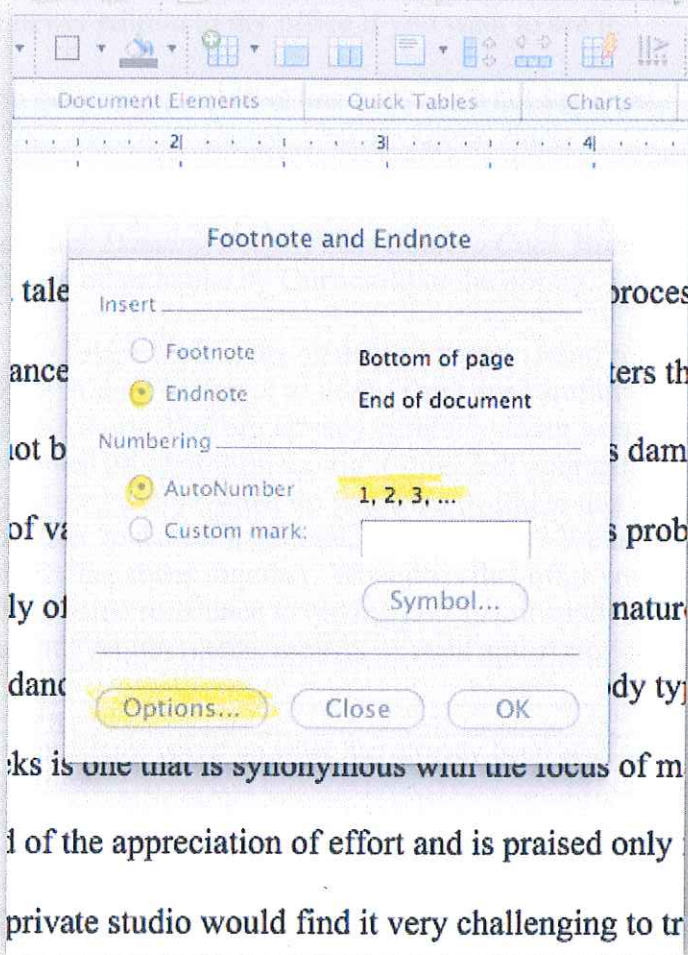 Document Elements Quick Tables Charts
2 3 4
Footnote and Endnote
tale proces
Insert
Footnote Bottom of page
ance ters th
Endnote End of document
Numbering
ot b s dam
AutoNumber 1, 2, 3, ...
of va s prob
Custom mark:
Symbol...
ly of natur
danc dy ty
Options... Close OK
ks is one that is synonymous with the focus of m
of the appreciation of effort and is praised only
private studio would find it very challenging to tr